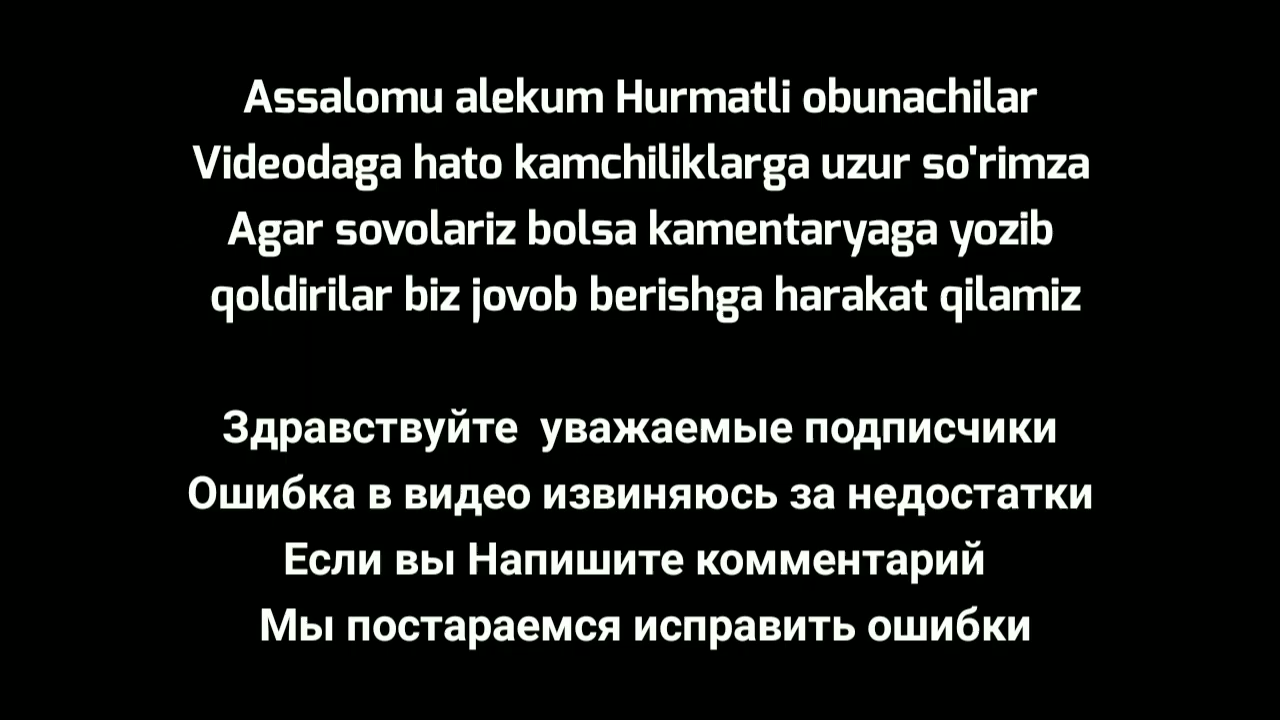 Assalomu alekum Hurmatli obunachilar
Videodaga hato kamchiliklarga uzur so'rimza
Agar sovolariz bolsa kamentaryaga yozib
qoldirilar biz jovob berishga harakat qilamiz
Здравствуйте уважаемые подписчики
Ошибка в видео извиняюсь за недостатки
Если вы Напишите комментарий
Мы постараемся исправить ошибки